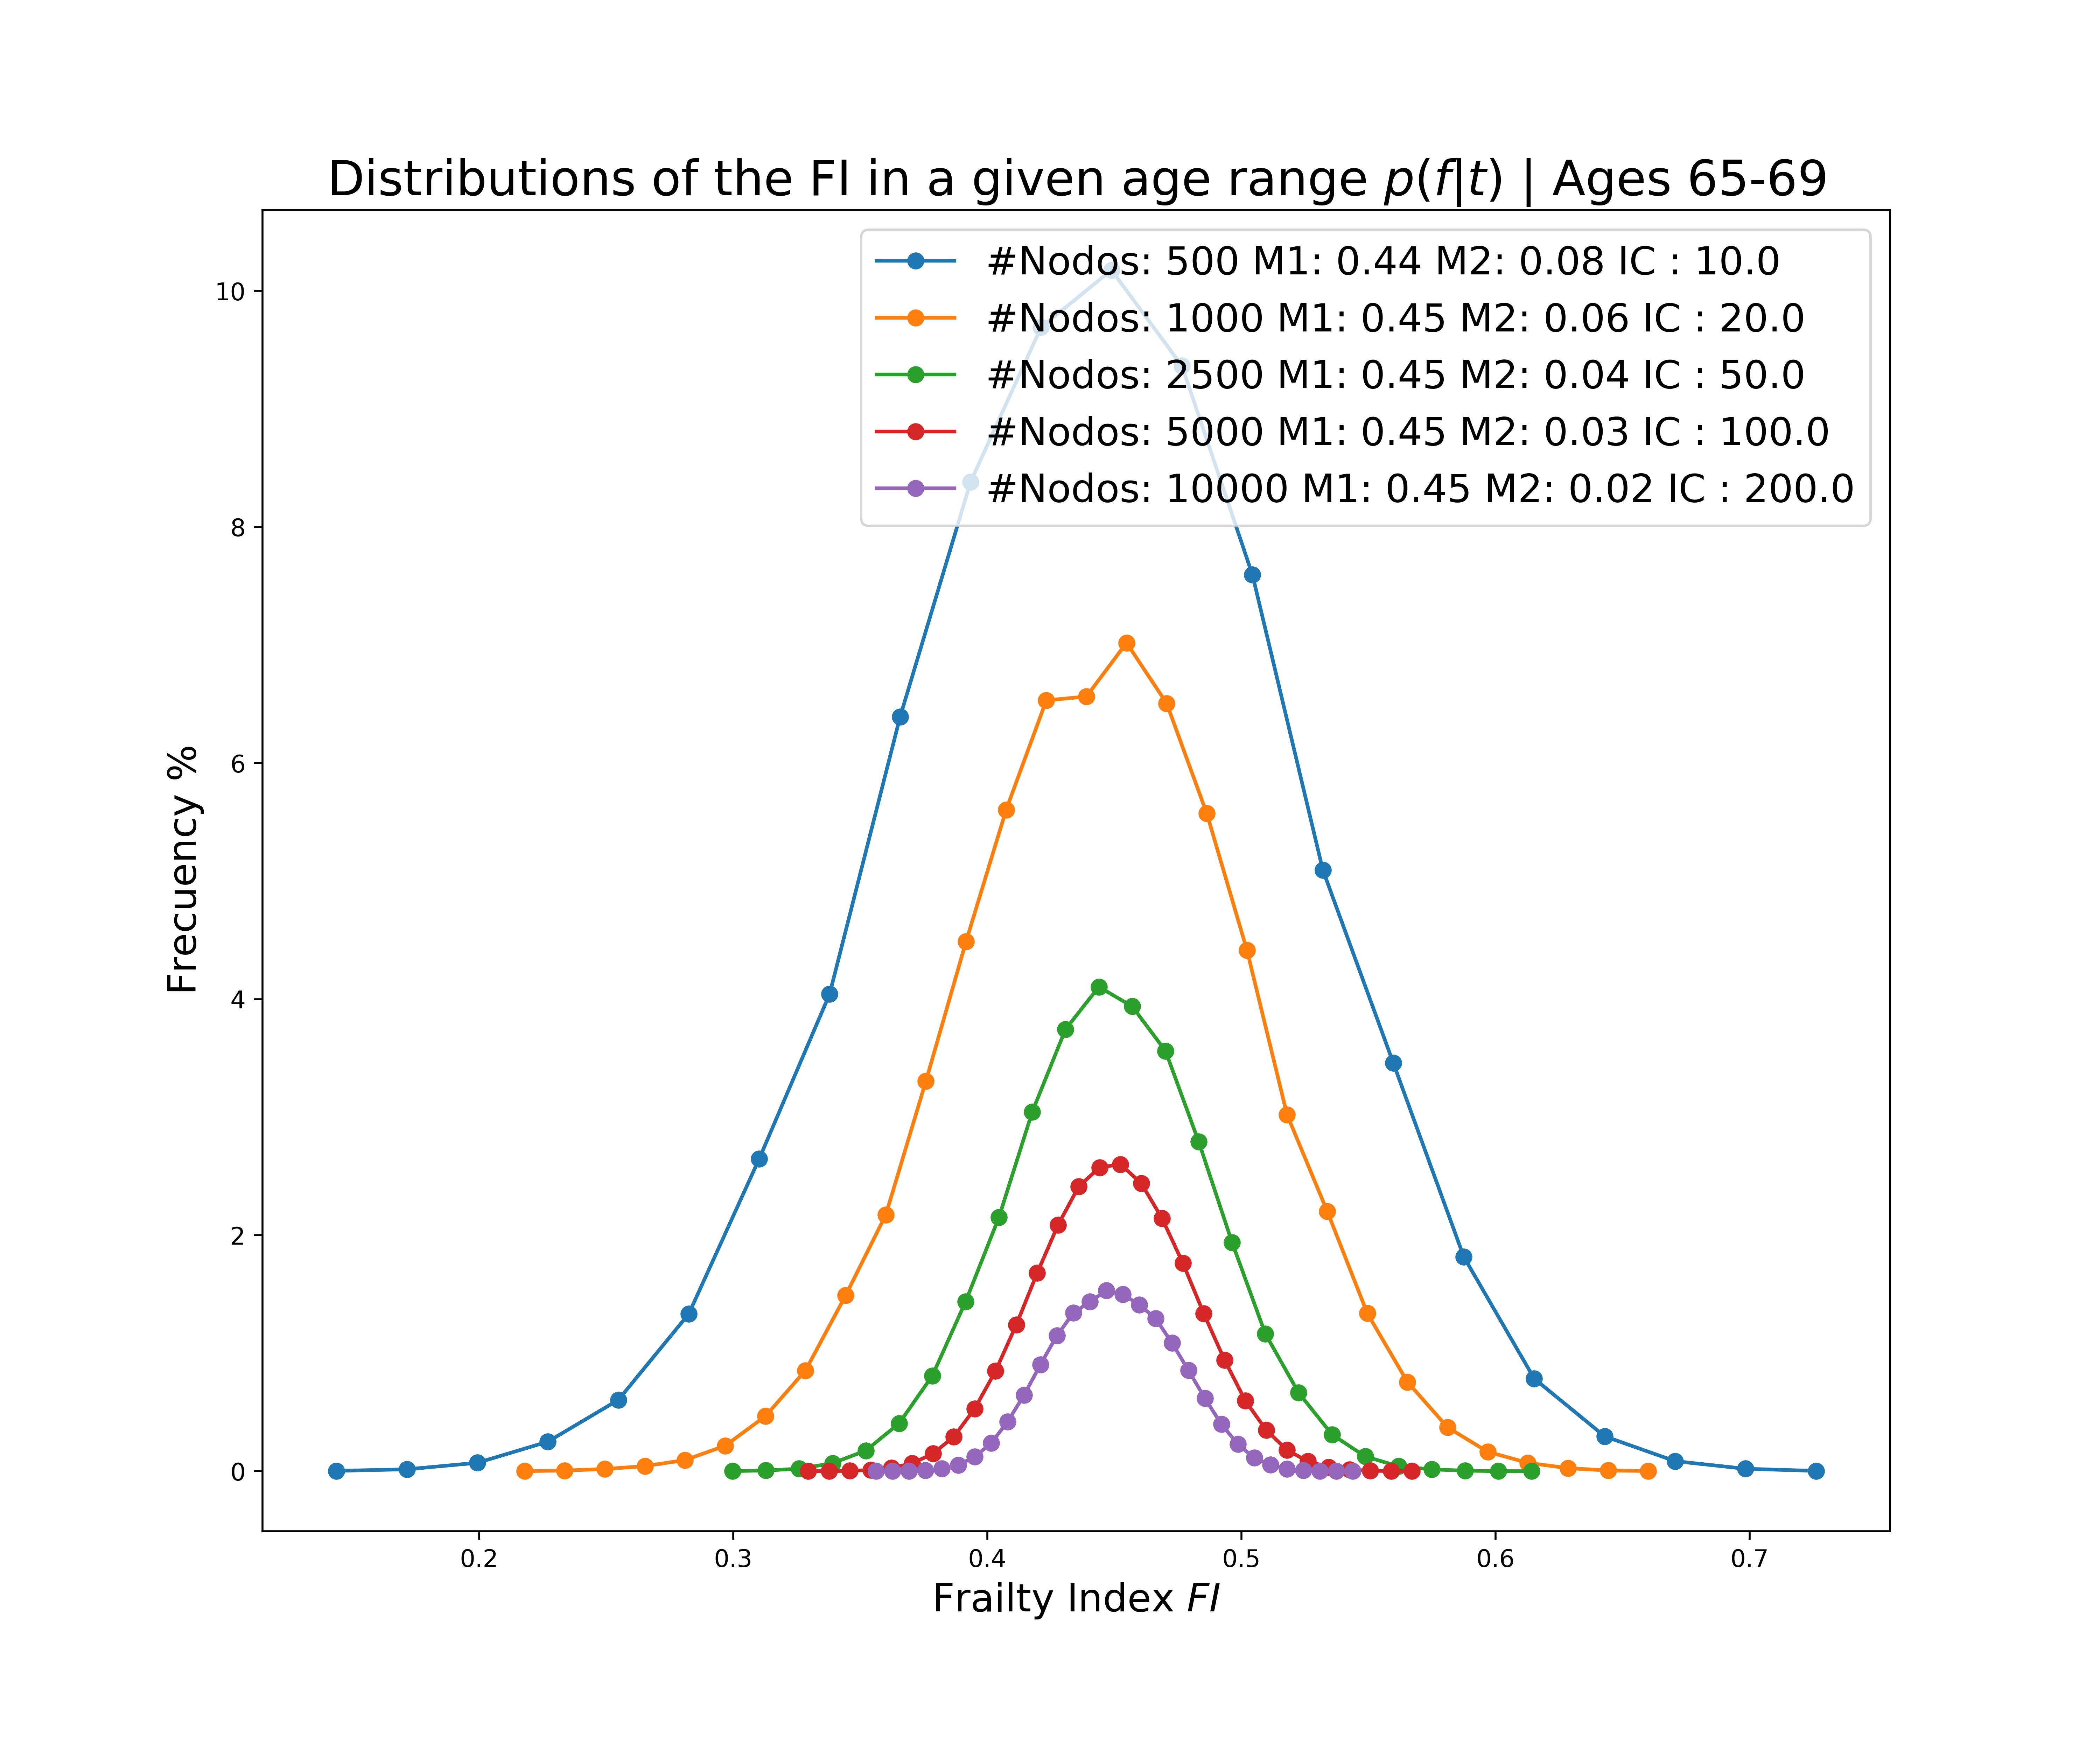 Distributions of the FI in a given age range p(f|t) | Ages 65-69
#Nodos: 500 M1: 0.44 M2: 0.08 IC : 10.0
#Nodos: 1000 M1: 0.45 M2: 0.06 IC : 20.0
#Nodos: 2500 M1: 0.45 M2: 0.04 IC : 50.0
#Nodos: 5000 M1: 0.45 M2: 0.03 IC : 100.0
#Nodos: 10000 M1: 0.45 M2: 0.02 IC : 200.0
Frecuency %
10
8
6
4
2
0
0.2 0.3 0.4 0.5 0.6 0.7
Frailty Index FI